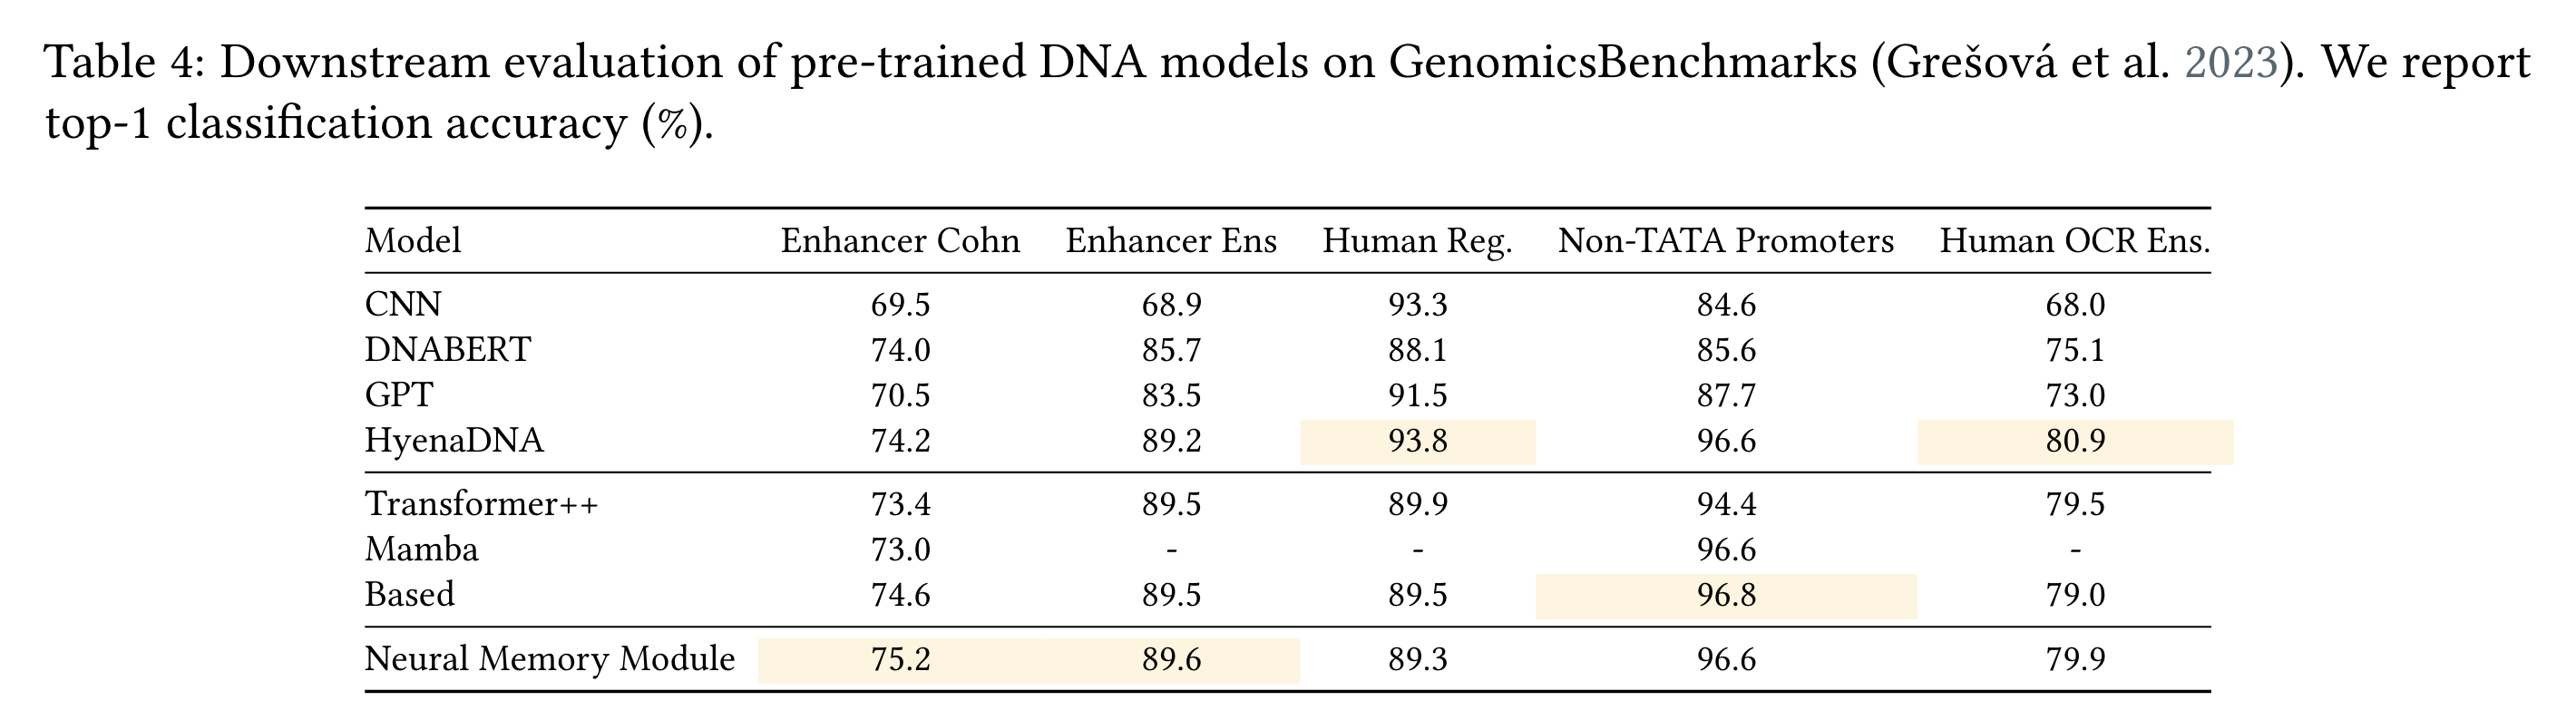 Table 4: Downstream evaluation of pre-trained DNA models on GenomicsBenchmarks (Grešová et al. 2023). We report
top-1 classification accuracy (%).
Model Enhancer Cohn Enhancer Ens Human Reg. Non-TATA Promoters Human OCR Ens.
CNN 69.5 68.9 93.3 84.6 68.0
DNABERT 74.0 85.7 88.1 85.6 75.1
GPT 70.5 83.5 91.5 87.7 73.0
HyenaDNA 74.2 89.2 93.8 96.6 80.9
Transformer++ 73.4 89.5 89.9 94.4 79.5
Mamba 73.0 - - 96.6 -
Based 74.6 89.5 89.5 96.8 79.0
Neural Memory Module 75.2 89.6 89.3 96.6 79.9